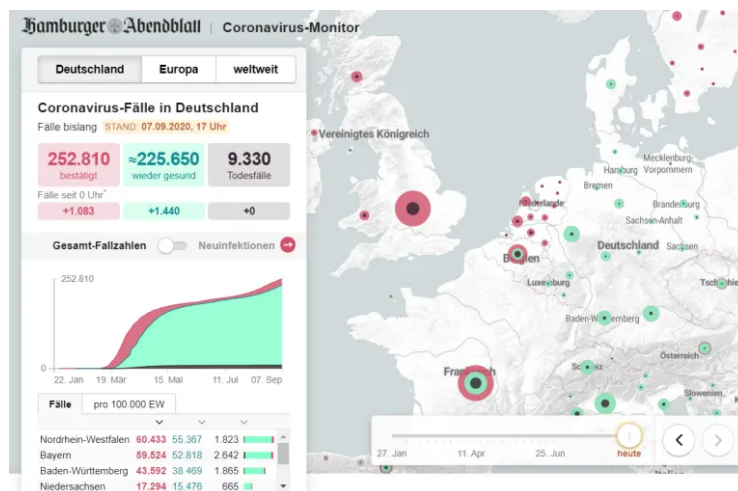 Hamburger Abendblatt | Coronavirus-Monitor
Deutschland Europa weltweit
Coronavirus-Fälle in Deutschland
Fälle bislang STAND: 07.09.2020, 17 Uhr
252.810 ≈225.650 9.330
bestätigt wieder gesund Todesfälle
Fälle seit 0 Uhr*
+1.083 +1.440 +0
Gesamt-Fallzahlen Neuinfektionen
252.810
0
22. Jan 19. Mär 15. Mai 11. Jul 07. Sep
Fälle pro 100.000 EW
Nordrhein-Westfalen 60.433 55.367 1.823
Bayern 59.524 52.818 2.642
Baden-Württemberg 43.592 38.469 1.865
Niedersachsen 17.294 15.476 665
Vereinigtes Königreich
Mecklenburg-
Hamburg Vorpommern
Bremen
Niederlande Brandenburg
Sachsen-Anhalt
Deutschland Sachsen
Belgien
Luxemburg
Baden-Württemberg
Österreich
Frankreich Schweiz
Slowenien
27. Jan 11. Apr 25. Jun heute
Italien